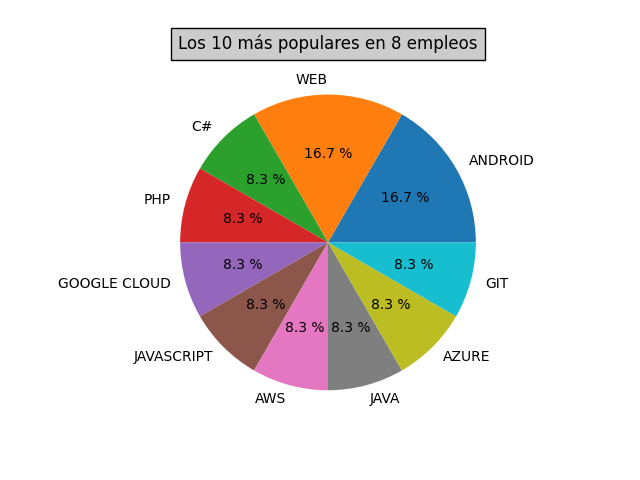 Los 10 más populares en 8 empleos
WEB
C#
16.7 %
ANDROID
8.3 %
16.7 %
PHP
8.3 %
8.3 %
8.3 %
GOOGLE CLOUD
GIT
8.3 %
8.3 %
8.3 %
8.3 %
JAVASCRIPT
AZURE
AWS
JAVA